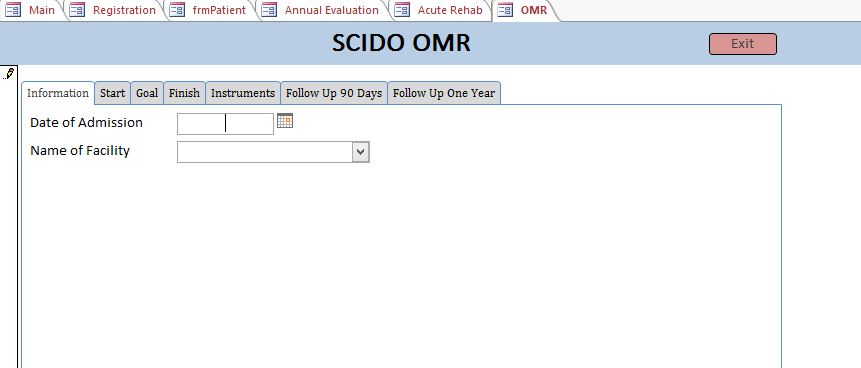 Main Registration frmPatient Annual Evaluation Acute Rehab OMR
SCIDO OMR Exit
Information Start Goal Finish Instruments Follow Up 90 Days Follow Up One Year
Date of Admission
Name of Facility